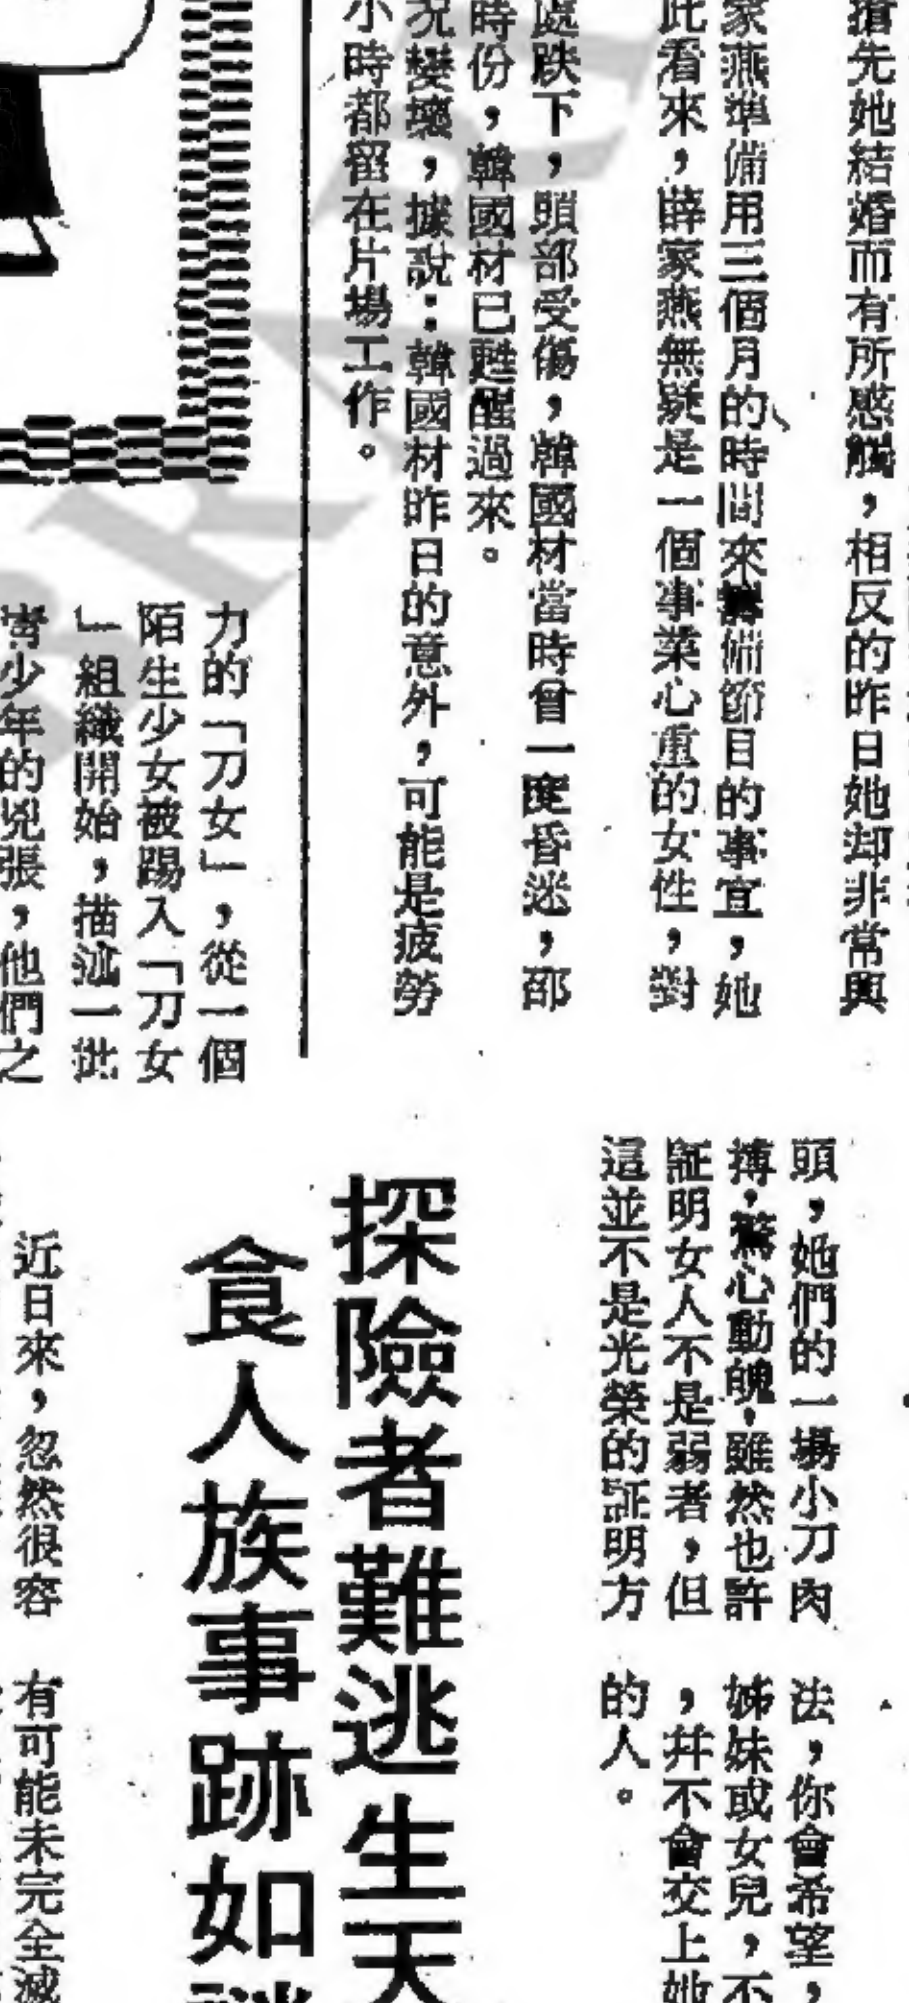 搶先她結婚而有所感觸，相反的昨日她却非常興
家燕準備用三個月的時間來籌備節目的事宜，她
此看來，薛家燕無疑是一個事業心重的女性，對
處跌下，頭部受傷，韓國材當時曾一度昏迷，邵
時份，韓國材已甦醒過來。
况變壞，據說：韓國材昨日的意外，可能是疲勞
小時都留在片場工作。
力的「刀女」，從一個
陌生少女被踢入「刀女
」組織開始，描述一批
青少年的兇張，他們之
頭，她們的一場小刀肉
搏，驚心動魄，雖然也許
証明女人不是弱者，但
這並不是光榮的証明方
法，你會希望，
姊妹或女兒，不
，幷不會交上她
的人。
探險者難逃生天
食人族事跡如
近日來，忽然很容
有可能未完全滅